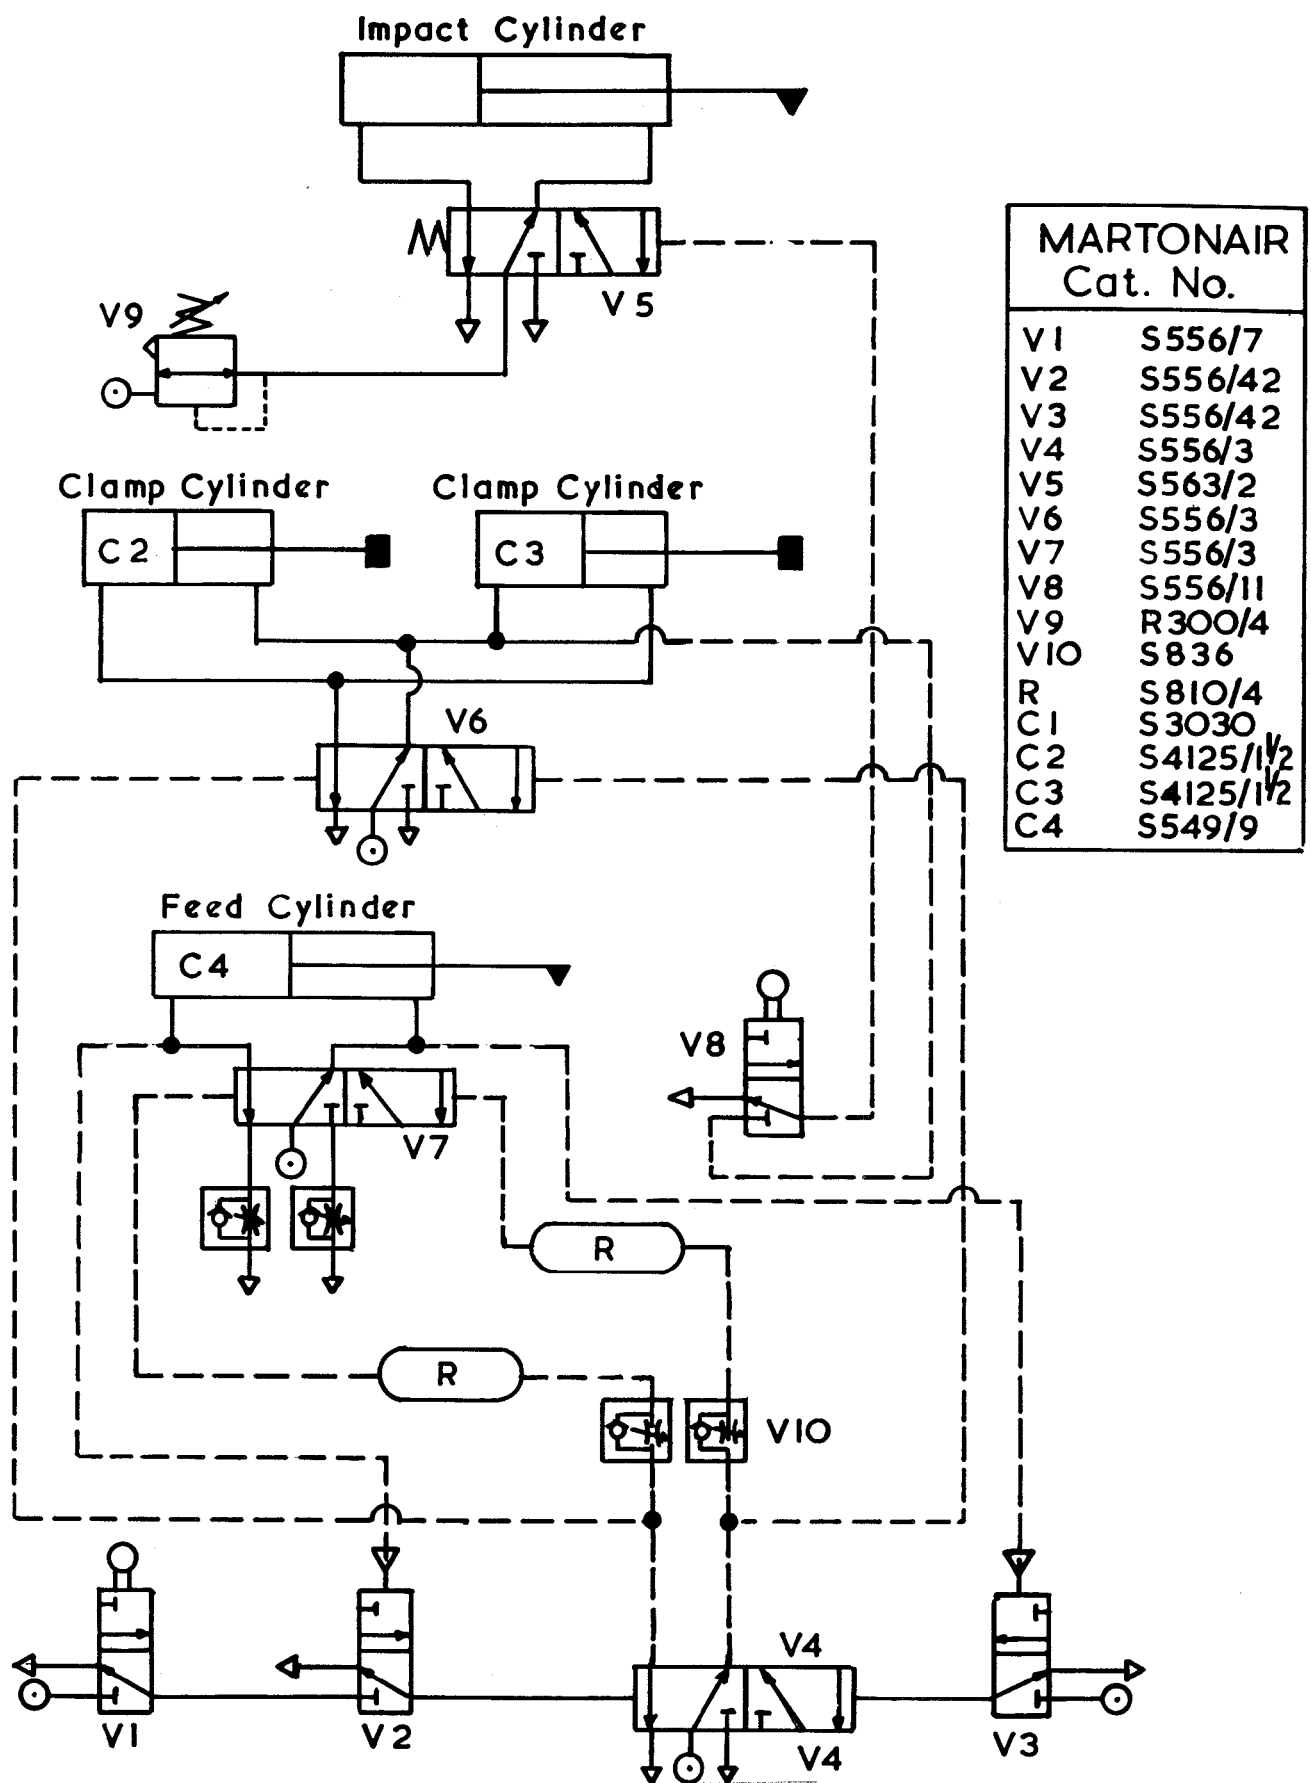 Impact Cylinder
V5
V9
MARTONAIR
Cat. No.
V1 S556/7
V2 S556/42
V3 S556/42
V4 S556/3
V5 S563/2
V6 S556/3
V7 S556/3
V8 S556/11
V9 R300/4
V10 S836
R S810/4
C1 S3030
C2 S4125/1½
C3 S4125/1½
C4 S549/9
Clamp Cylinder
Clamp Cylinder
C2
C3
V6
Feed Cylinder
C4
V8
V7
R
R
V10
V4
V1
V2
V4
V3